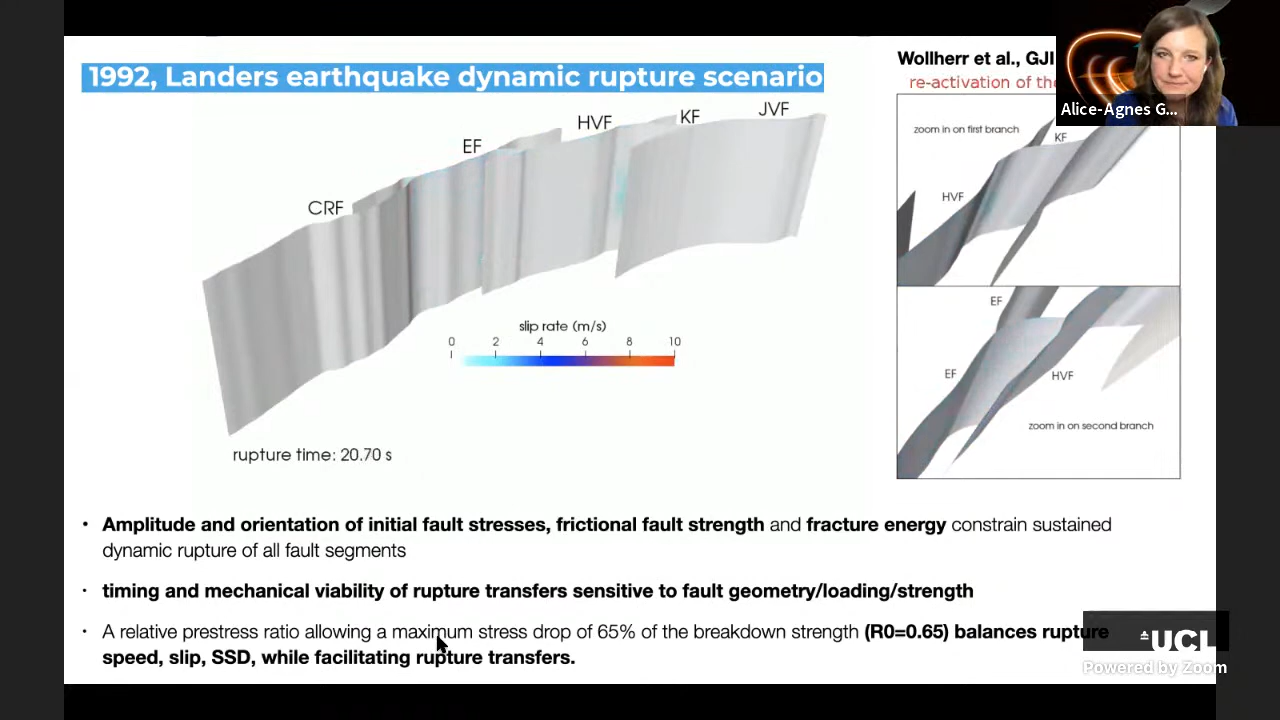 1992, Landers earthquake dynamic rupture scenario
Wollherr et al., GJI
re-activation of the
Alice-Agnes G...
CRF
EF
HVF
KF
JVF
slip rate (m/s)
0 2 4 6 8 10
rupture time: 20.70 s
zoom in on first branch
KF
HVF
EF
EF
HVF
zoom in on second branch
• Amplitude and orientation of initial fault stresses, frictional fault strength and fracture energy constrain sustained
dynamic rupture of all fault segments
• timing and mechanical viability of rupture transfers sensitive to fault geometry/loading/strength
• A relative prestress ratio allowing a maximum stress drop of 65% of the breakdown strength (R0=0.65) balances rupture
speed, slip, SSD, while facilitating rupture transfers.
UCL
Powered by Zoom